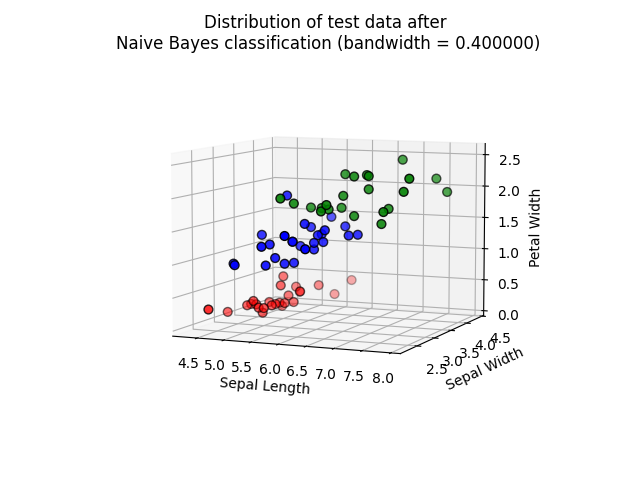 Distribution of test data after
Naive Bayes classification (bandwidth = 0.400000)
2.5
2.0
1.5
1.0
0.5
0.0
Petal Width
4.5
4.0
3.5
3.0
2.5
Sepal Width
4.5 5.0 5.5 6.0 6.5 7.0 7.5 8.0
Sepal Length